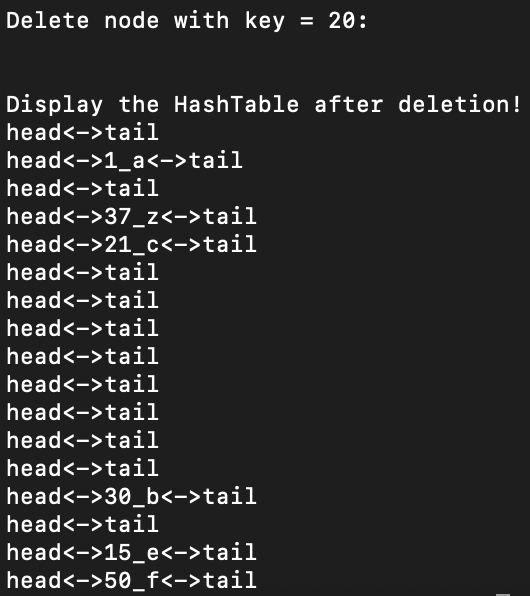 Delete node with key = 20:
Display the HashTable after deletion!
head<->tail
head<->1_a<->tail
head<->tail
head<->37_z<->tail
head<->21_c<->tail
head<->tail
head<->tail
head<->tail
head<->tail
head<->tail
head<->tail
head<->tail
head<->tail
head<->30_b<->tail
head<->tail
head<->15_e<->tail
head<->50_f<->tail